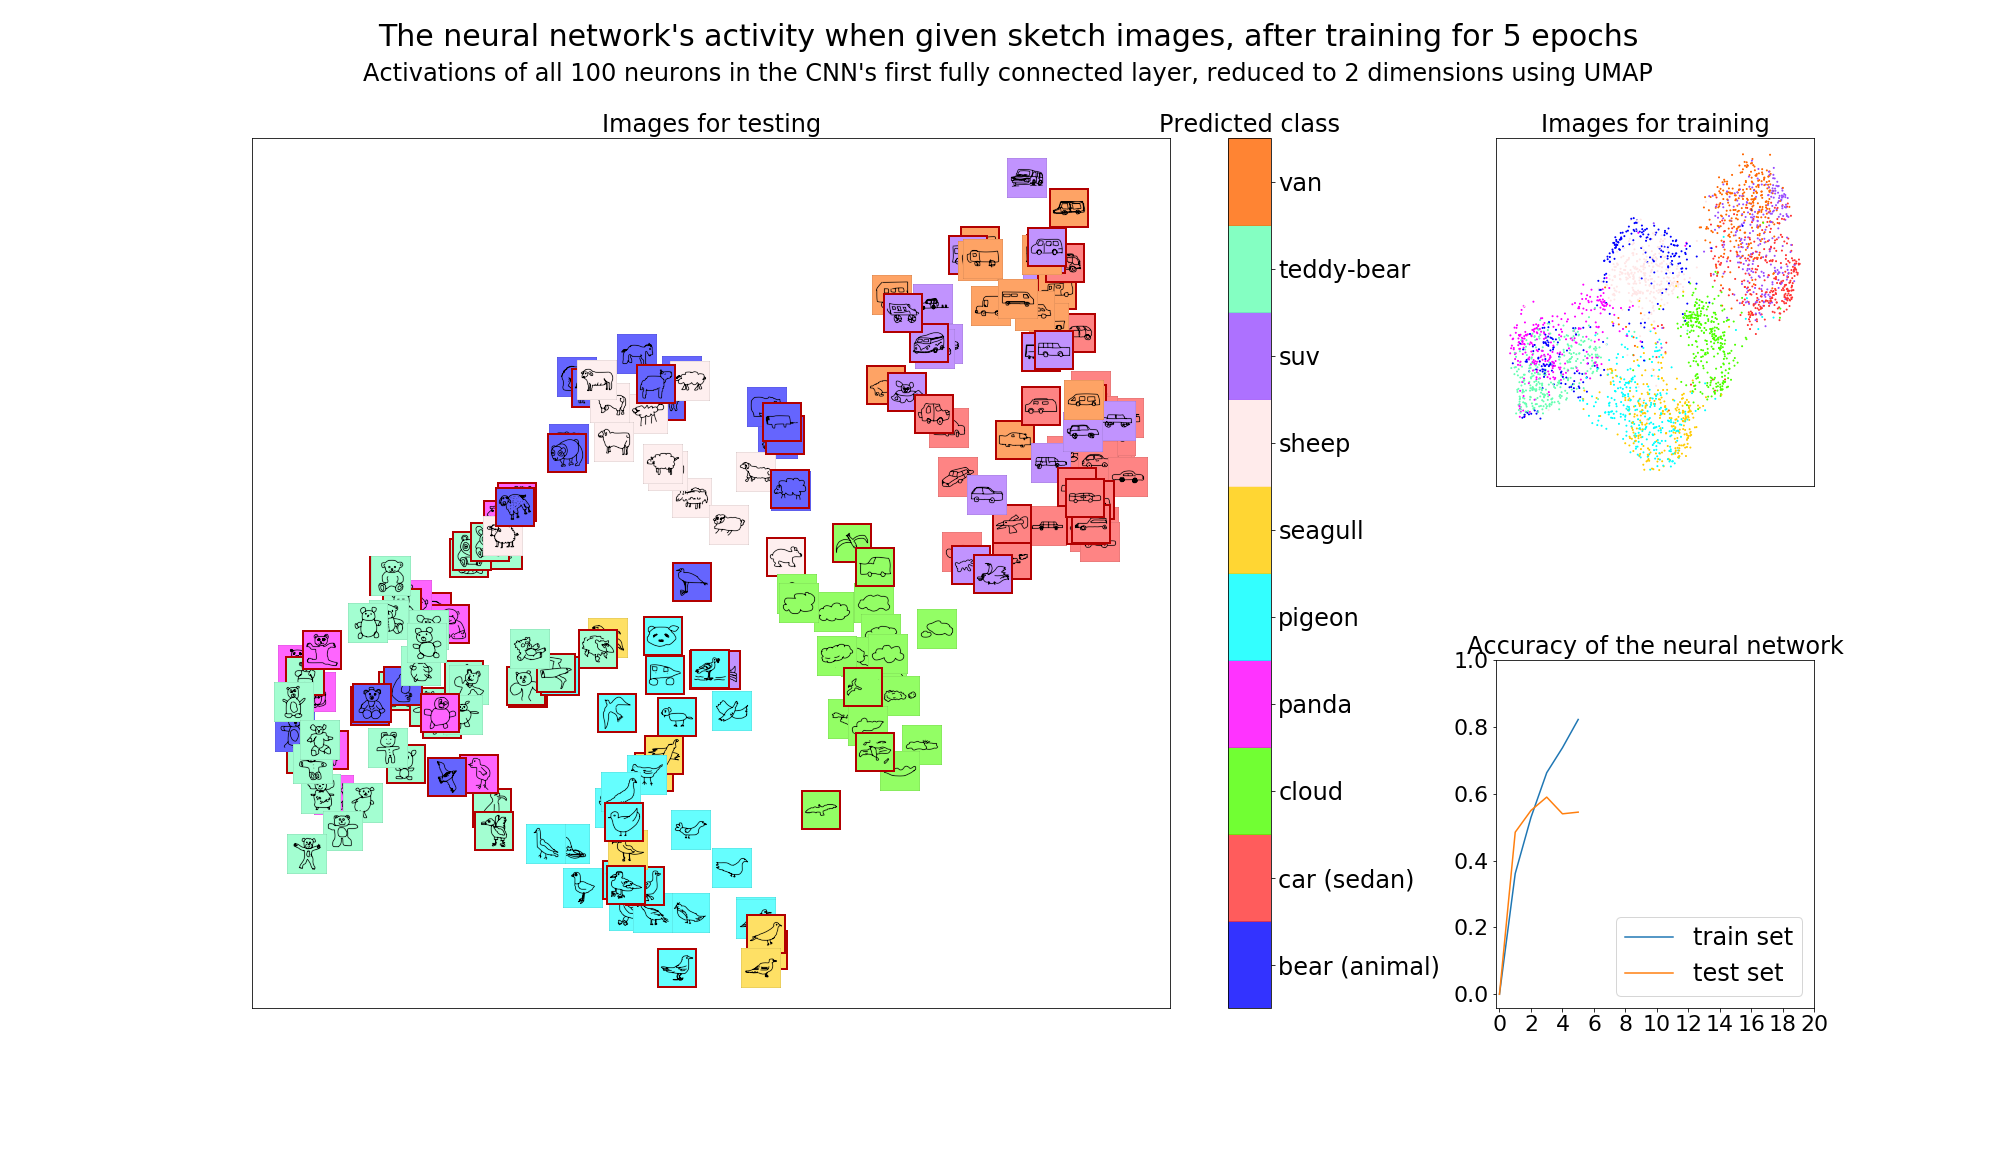 The neural network's activity when given sketch images, after training for 5 epochs
Activations of all 100 neurons in the CNN's first fully connected layer, reduced to 2 dimensions using UMAP
Images for testing
Predicted class
van
teddy-bear
suv
sheep
seagull
pigeon
panda
cloud
car (sedan)
bear (animal)
Images for training
Accuracy of the neural network
1.0
0.8
0.6
0.4
0.2
0.0
train set
test set
0 2 4 6 8 10 12 14 16 18 20